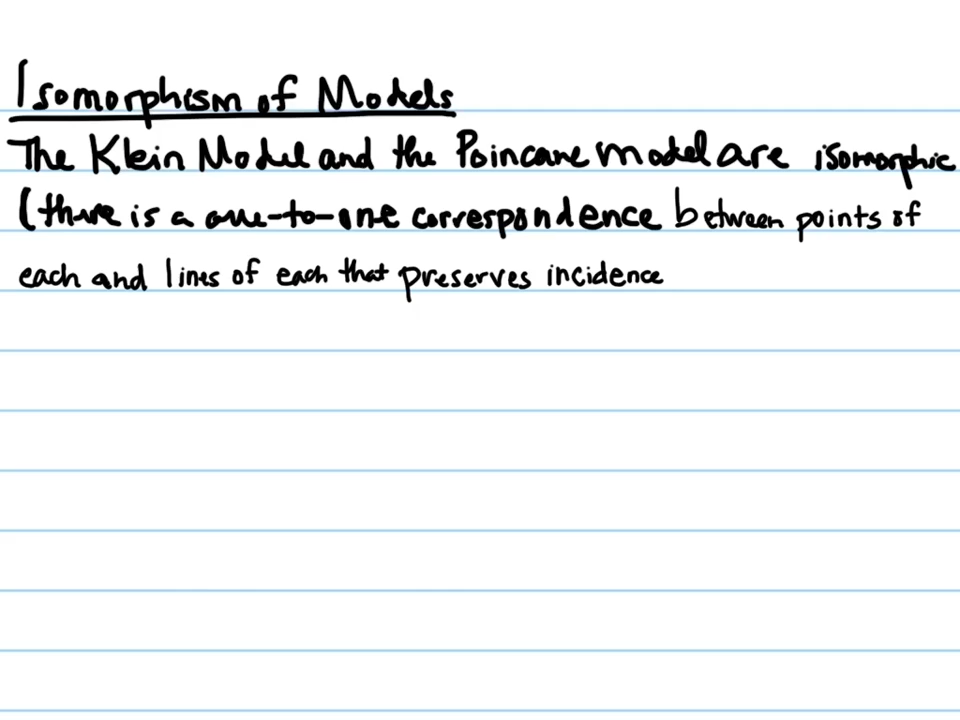 Isomorphism of Models
The Klein Model and the Poincare model are isomorphic
(there is a one-to-one correspondence between points of
each and lines of each that preserves incidence